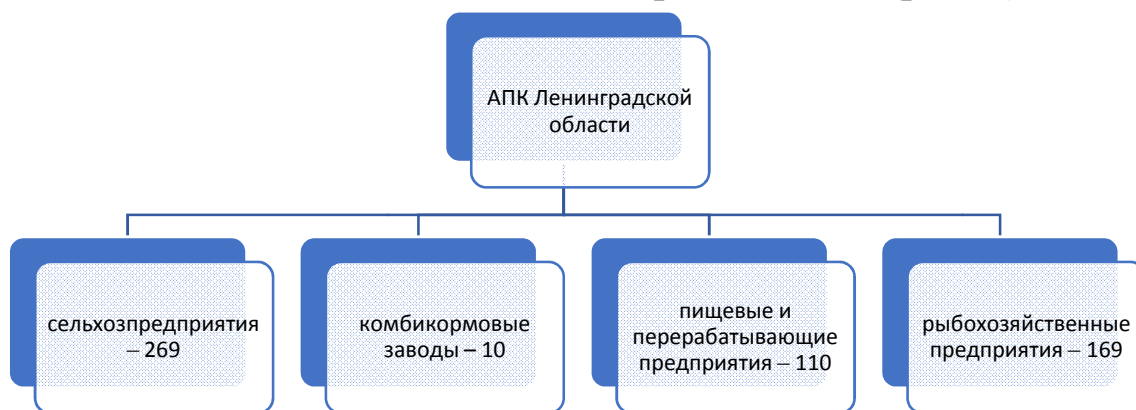 АПК Ленинградской
области
сельхозпредприятия
– 269
комбикормовые
заводы – 10
пищевые и
перерабатывающие
предприятия – 110
рыбохозяйственные
предприятия – 169